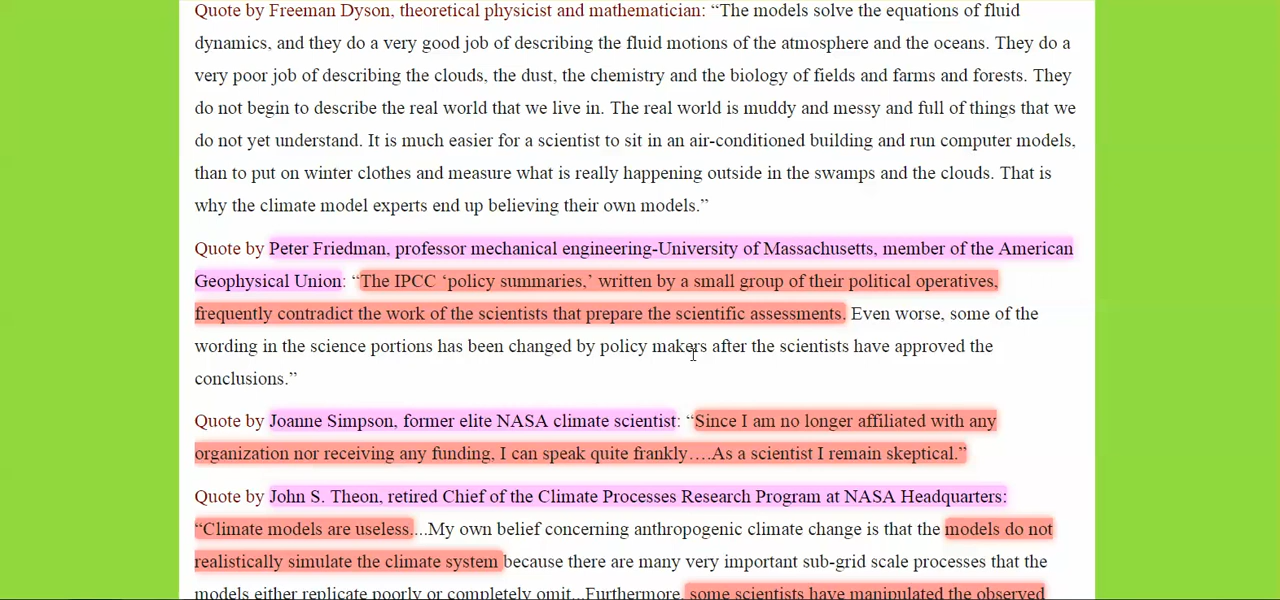 Quote by Freeman Dyson, theoretical physicist and mathematician: “The models solve the equations of fluid
dynamics, and they do a very good job of describing the fluid motions of the atmosphere and the oceans. They do a
very poor job of describing the clouds, the dust, the chemistry and the biology of fields and farms and forests. They
do not begin to describe the real world that we live in. The real world is muddy and messy and full of things that we
do not yet understand. It is much easier for a scientist to sit in an air-conditioned building and run computer models,
than to put on winter clothes and measure what is really happening outside in the swamps and the clouds. That is
why the climate model experts end up believing their own models.”
Quote by Peter Friedman, professor mechanical engineering-University of Massachusetts, member of the American
Geophysical Union: “The IPCC ‘policy summaries,’ written by a small group of their political operatives,
frequently contradict the work of the scientists that prepare the scientific assessments. Even worse, some of the
wording in the science portions has been changed by policy makers after the scientists have approved the
conclusions.”
Quote by Joanne Simpson, former elite NASA climate scientist: “Since I am no longer affiliated with any
organization nor receiving any funding, I can speak quite frankly….As a scientist I remain skeptical.”
Quote by John S. Theon, retired Chief of the Climate Processes Research Program at NASA Headquarters:
“Climate models are useless....My own belief concerning anthropogenic climate change is that the models do not
realistically simulate the climate system because there are many very important sub-grid scale processes that the
models either replicate poorly or completely omit...Furthermore, some scientists have manipulated the observed